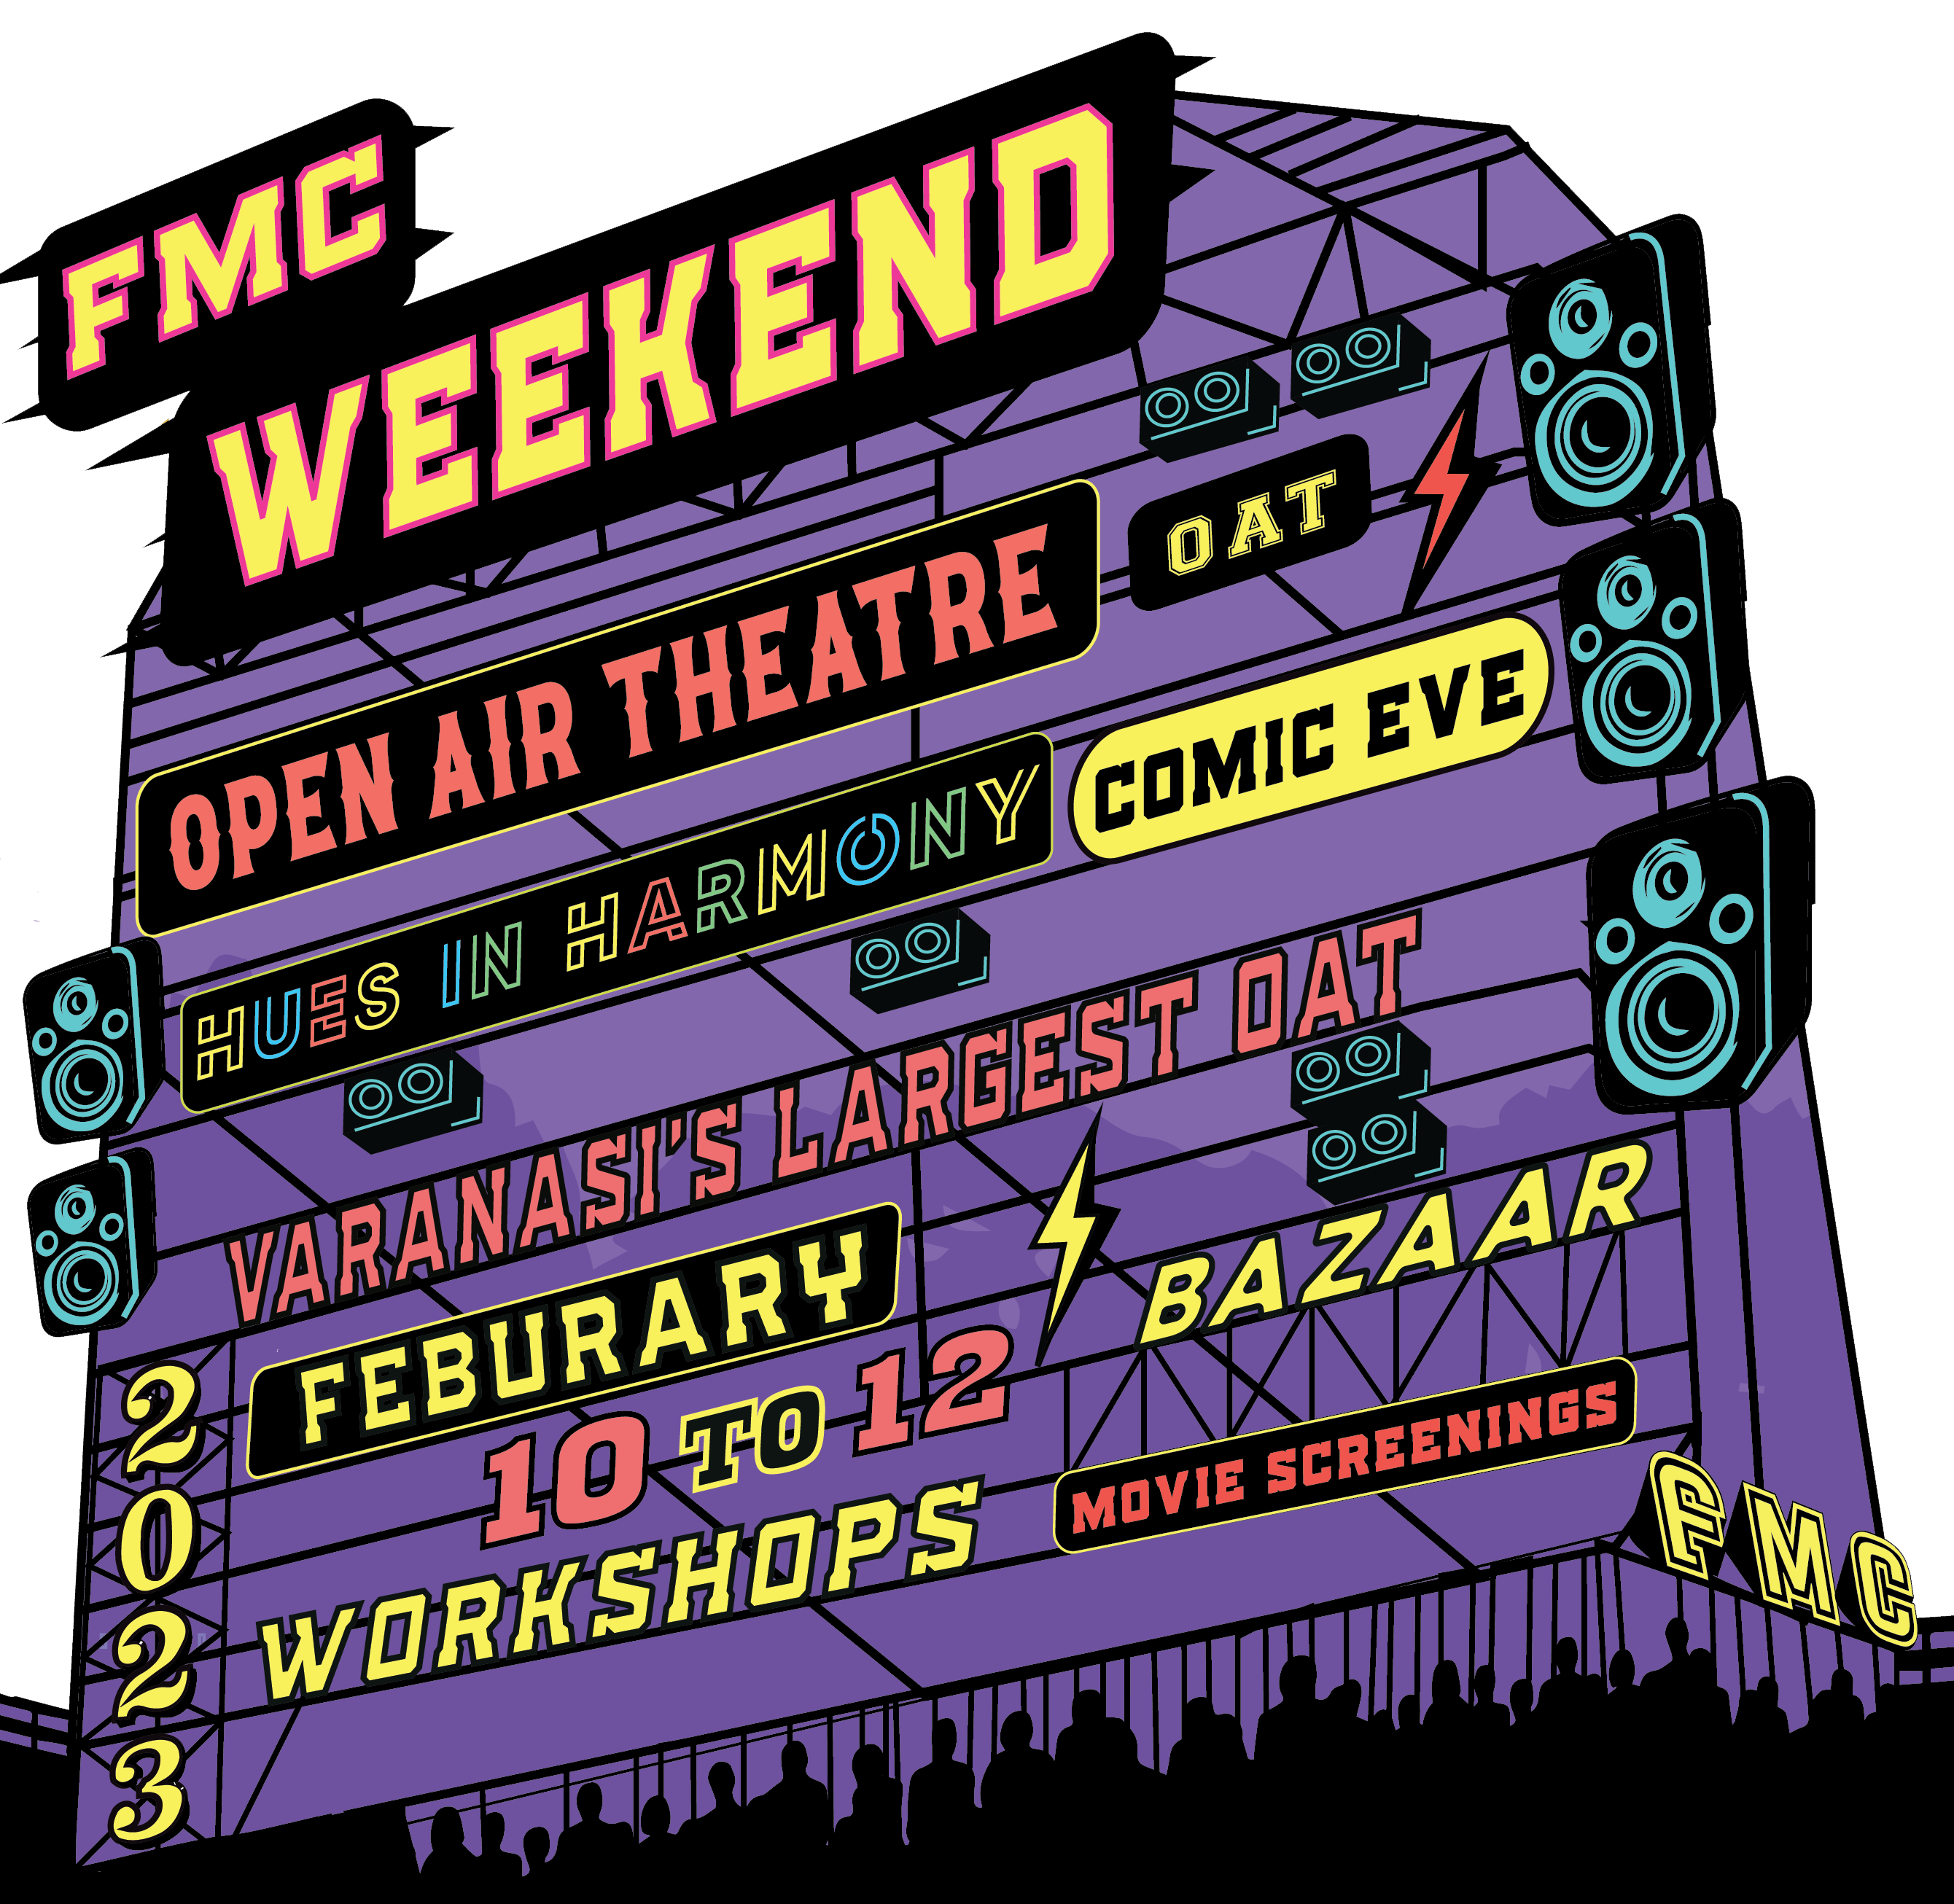 FMC
WEEKEND
OPEN AIR THEATRE
OAT
HUES IN HARMONY
COMIC EVE
VARANASI'S LARGEST OAT
FEBURARY
10 TO 12
BAZAAR
2023
WORKSHOPS
MOVIE SCREENINGS
FMC